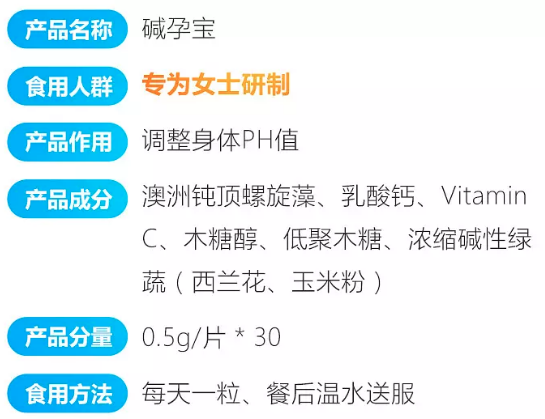 产品名称 碱孕宝
食用人群 专为女士研制
产品作用 调整身体PH值
产品成分 澳洲钝顶螺旋藻、乳酸钙、Vitamin
C、木糖醇、低聚木糖、浓缩碱性绿
蔬（西兰花、玉米粉）
产品分量 0.5g/片 * 30
食用方法 每天一粒、餐后温水送服